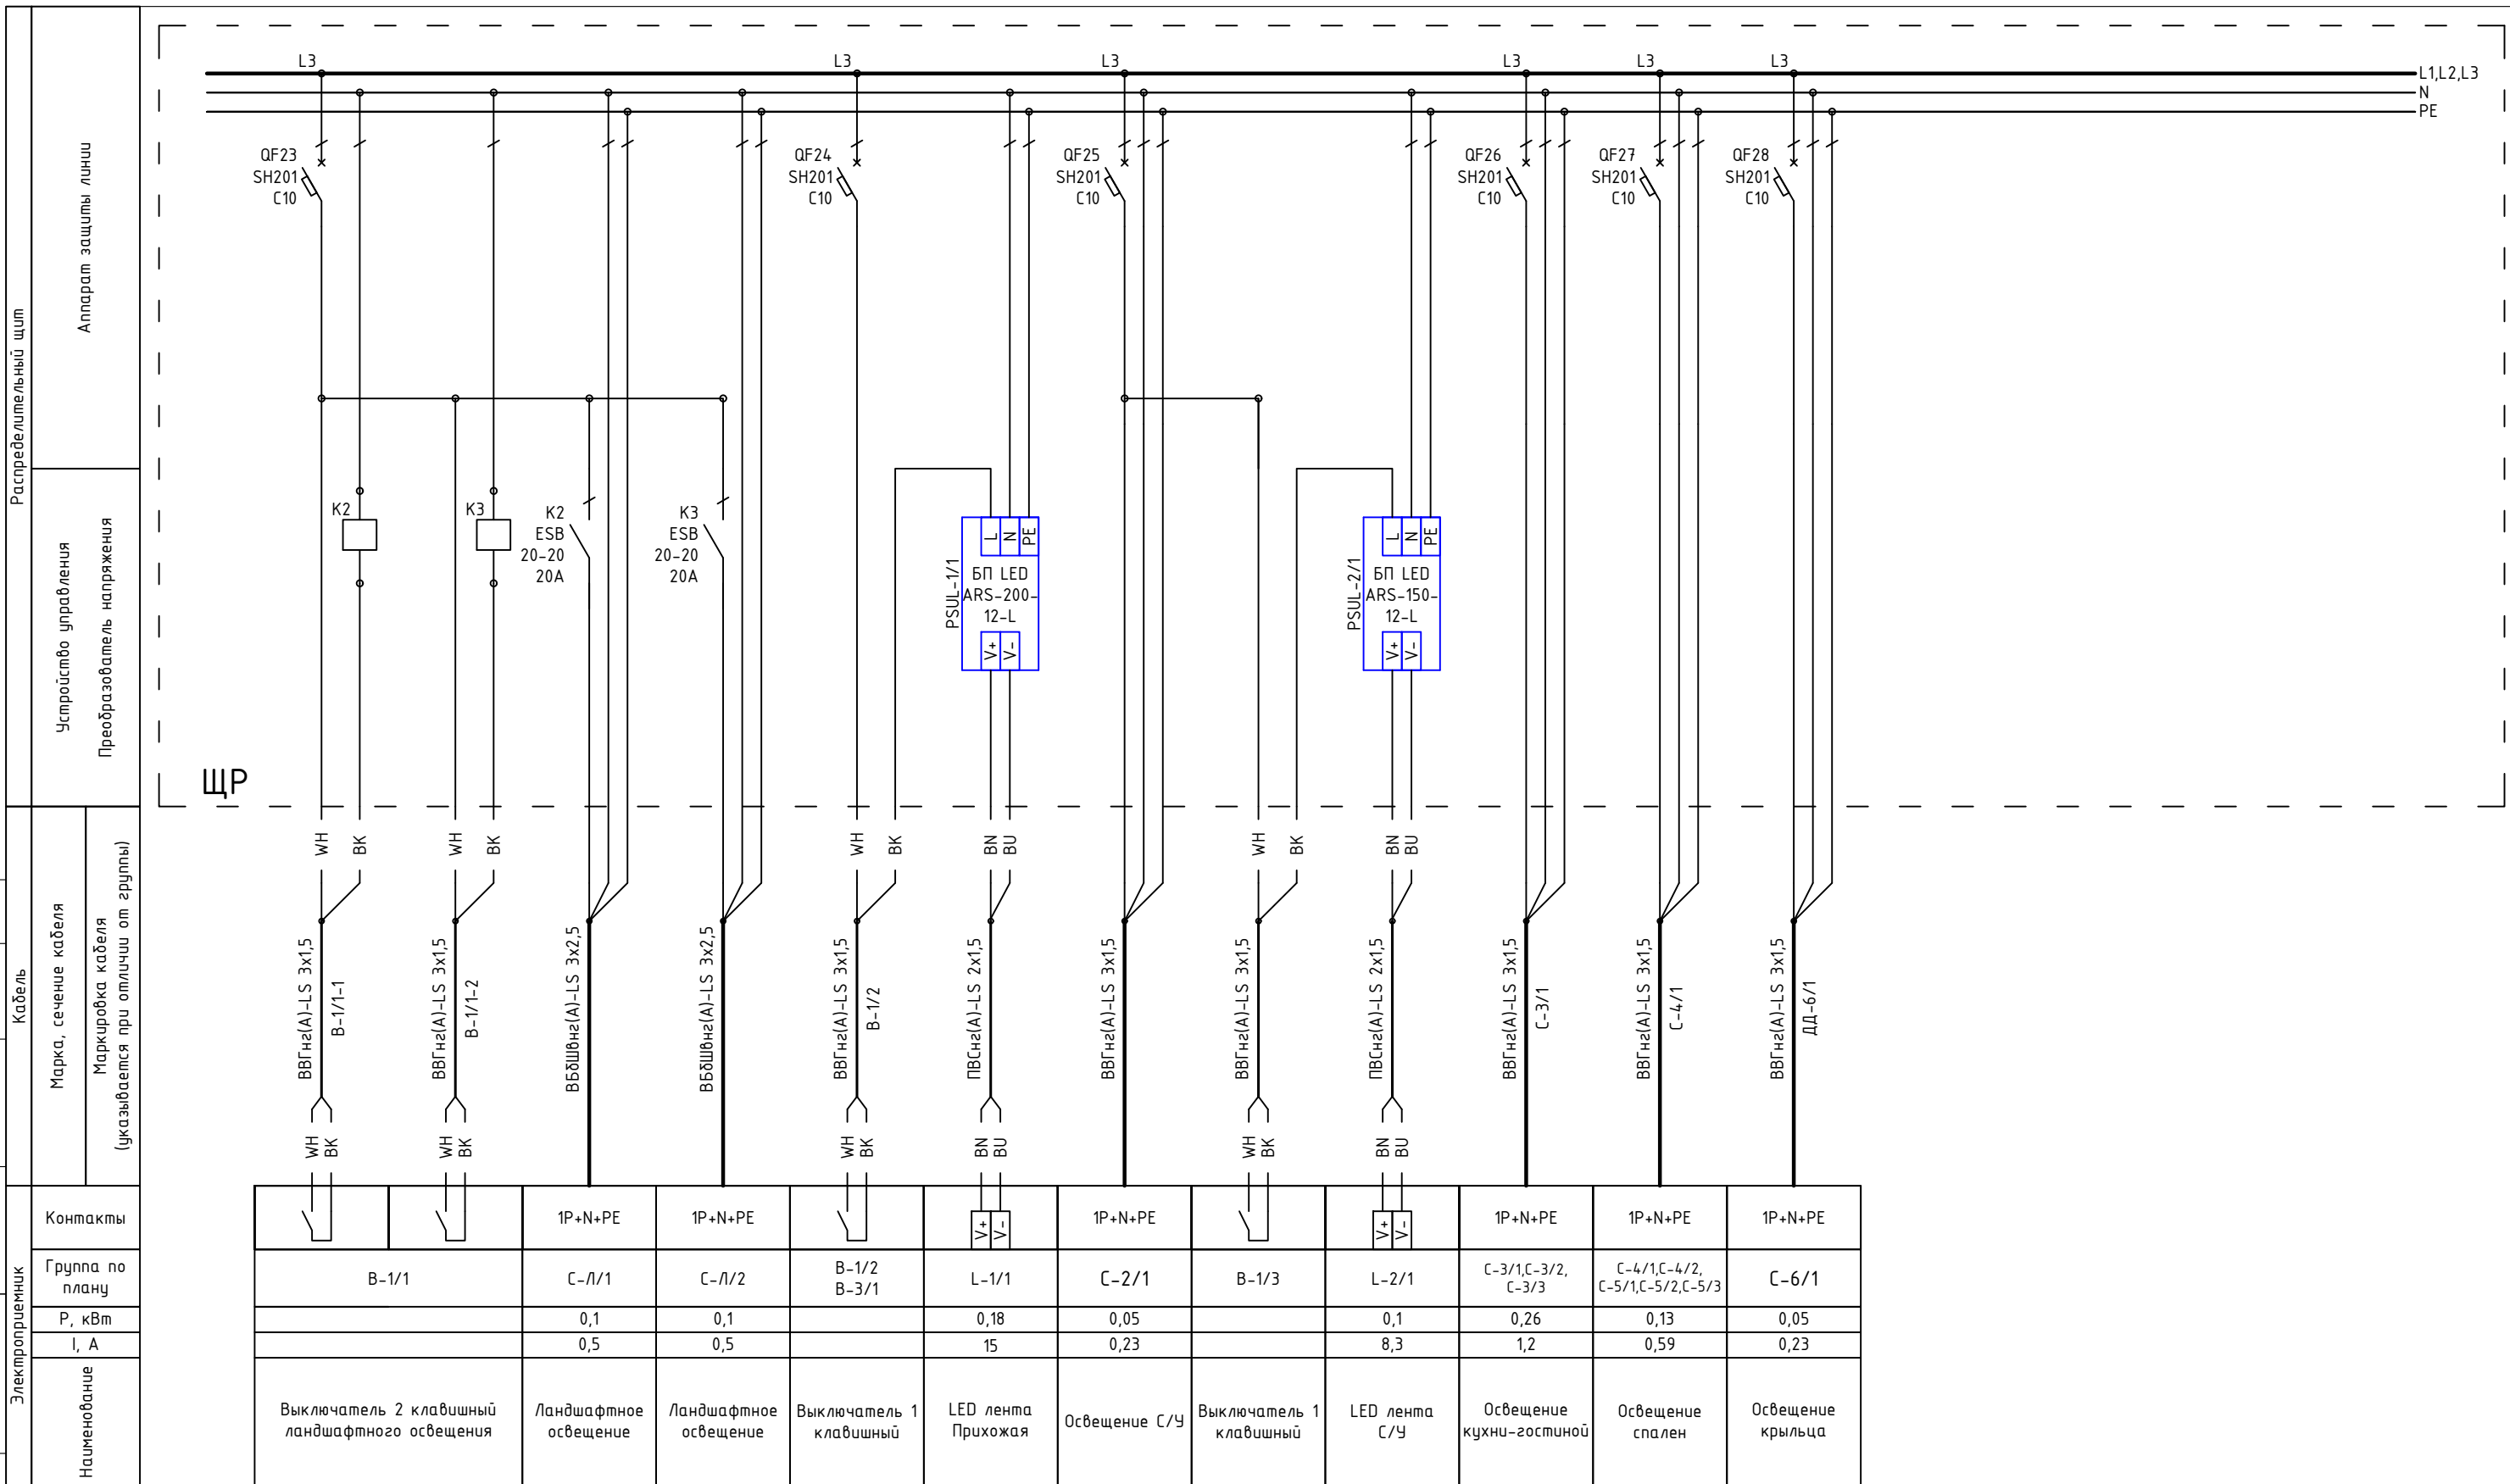 L3
L3
L3
L3
L3
L3
L1,L2,L3
N
PE
QF23
SH201
C10
QF24
SH201
C10
QF25
SH201
C10
QF26
SH201
C10
QF27
SH201
C10
QF28
SH201
C10
Распределительный щит
Аппарат защиты линии
Устройство управления
Преобразователь напряжения
K2
K3
K2
ESB
20-20
20A
K3
ESB
20-20
20A
PSUL-1/1
L
N
PE
БП LED
ARS-200-
12-L
V+
V-
PSUL-2/1
L
N
PE
БП LED
ARS-150-
12-L
V+
V-
ЩР
Кабель
Марка, сечение кабеля
Маркировка кабеля
(указывается при отличии от группы)
WH
BK
WH
BK
WH
BK
BN
BU
WH
BK
BN
BU
ВВГнг(А)-LS 3х1,5
В-1/1-1
ВВГнг(А)-LS 3х1,5
В-1/1-2
ВБбШвнг(А)-LS 3х2,5
ВБбШвнг(А)-LS 3х2,5
ВВГнг(А)-LS 3х1,5
В-1/2
ПВСнг(А)-LS 2х1,5
ВВГнг(А)-LS 3х1,5
ВВГнг(А)-LS 3х1,5
ПВСнг(А)-LS 2х1,5
ВВГнг(А)-LS 3х1,5
С-3/1
ВВГнг(А)-LS 3х1,5
С-4/1
ВВГнг(А)-LS 3х1,5
ДД-6/1
WH
BK
WH
BK
WH
BK
BN
BU
WH
BK
BN
BU
Электроприемник
Контакты
1P+N+PE
1P+N+PE
V+
V-
1P+N+PE
V+
V-
1P+N+PE
1P+N+PE
1P+N+PE
Группа по
плану
В-1/1
С-Л/1
С-Л/2
В-1/2
В-3/1
L-1/1
С-2/1
В-1/3
L-2/1
С-3/1,С-3/2,
С-3/3
С-4/1,С-4/2,
С-5/1,С-5/2,С-5/3
С-6/1
Р, кВт
0,1
0,1
0,18
0,05
0,1
0,26
0,13
0,05
I, А
0,5
0,5
15
0,23
8,3
1,2
0,59
0,23
Наименование
Выключатель 2 клавишный
ландшафтного освещения
Ландшафтное
освещение
Ландшафтное
освещение
Выключатель 1
клавишный
LED лента
Прихожая
Освещение С/У
Выключатель 1
клавишный
LED лента
С/У
Освещение
кухни-гостиной
Освещение
спален
Освещение
крыльца